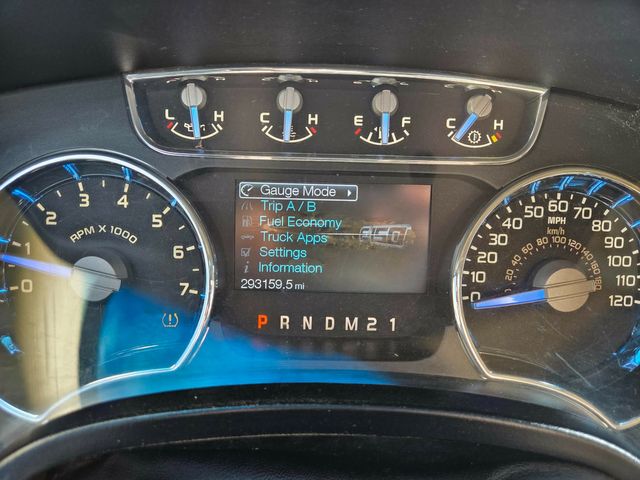 L H C H E F C H
Gauge Mode
Trip A / B
Fuel Economy
Truck Apps
Settings
Information
293159.5 mi
F150
P R N D M 2 1
0 1 2 3 4 5 6 7
RPM X 1000
0 10 20 30 40 50 60 70 80 90 100 110 120
MPH
km/h